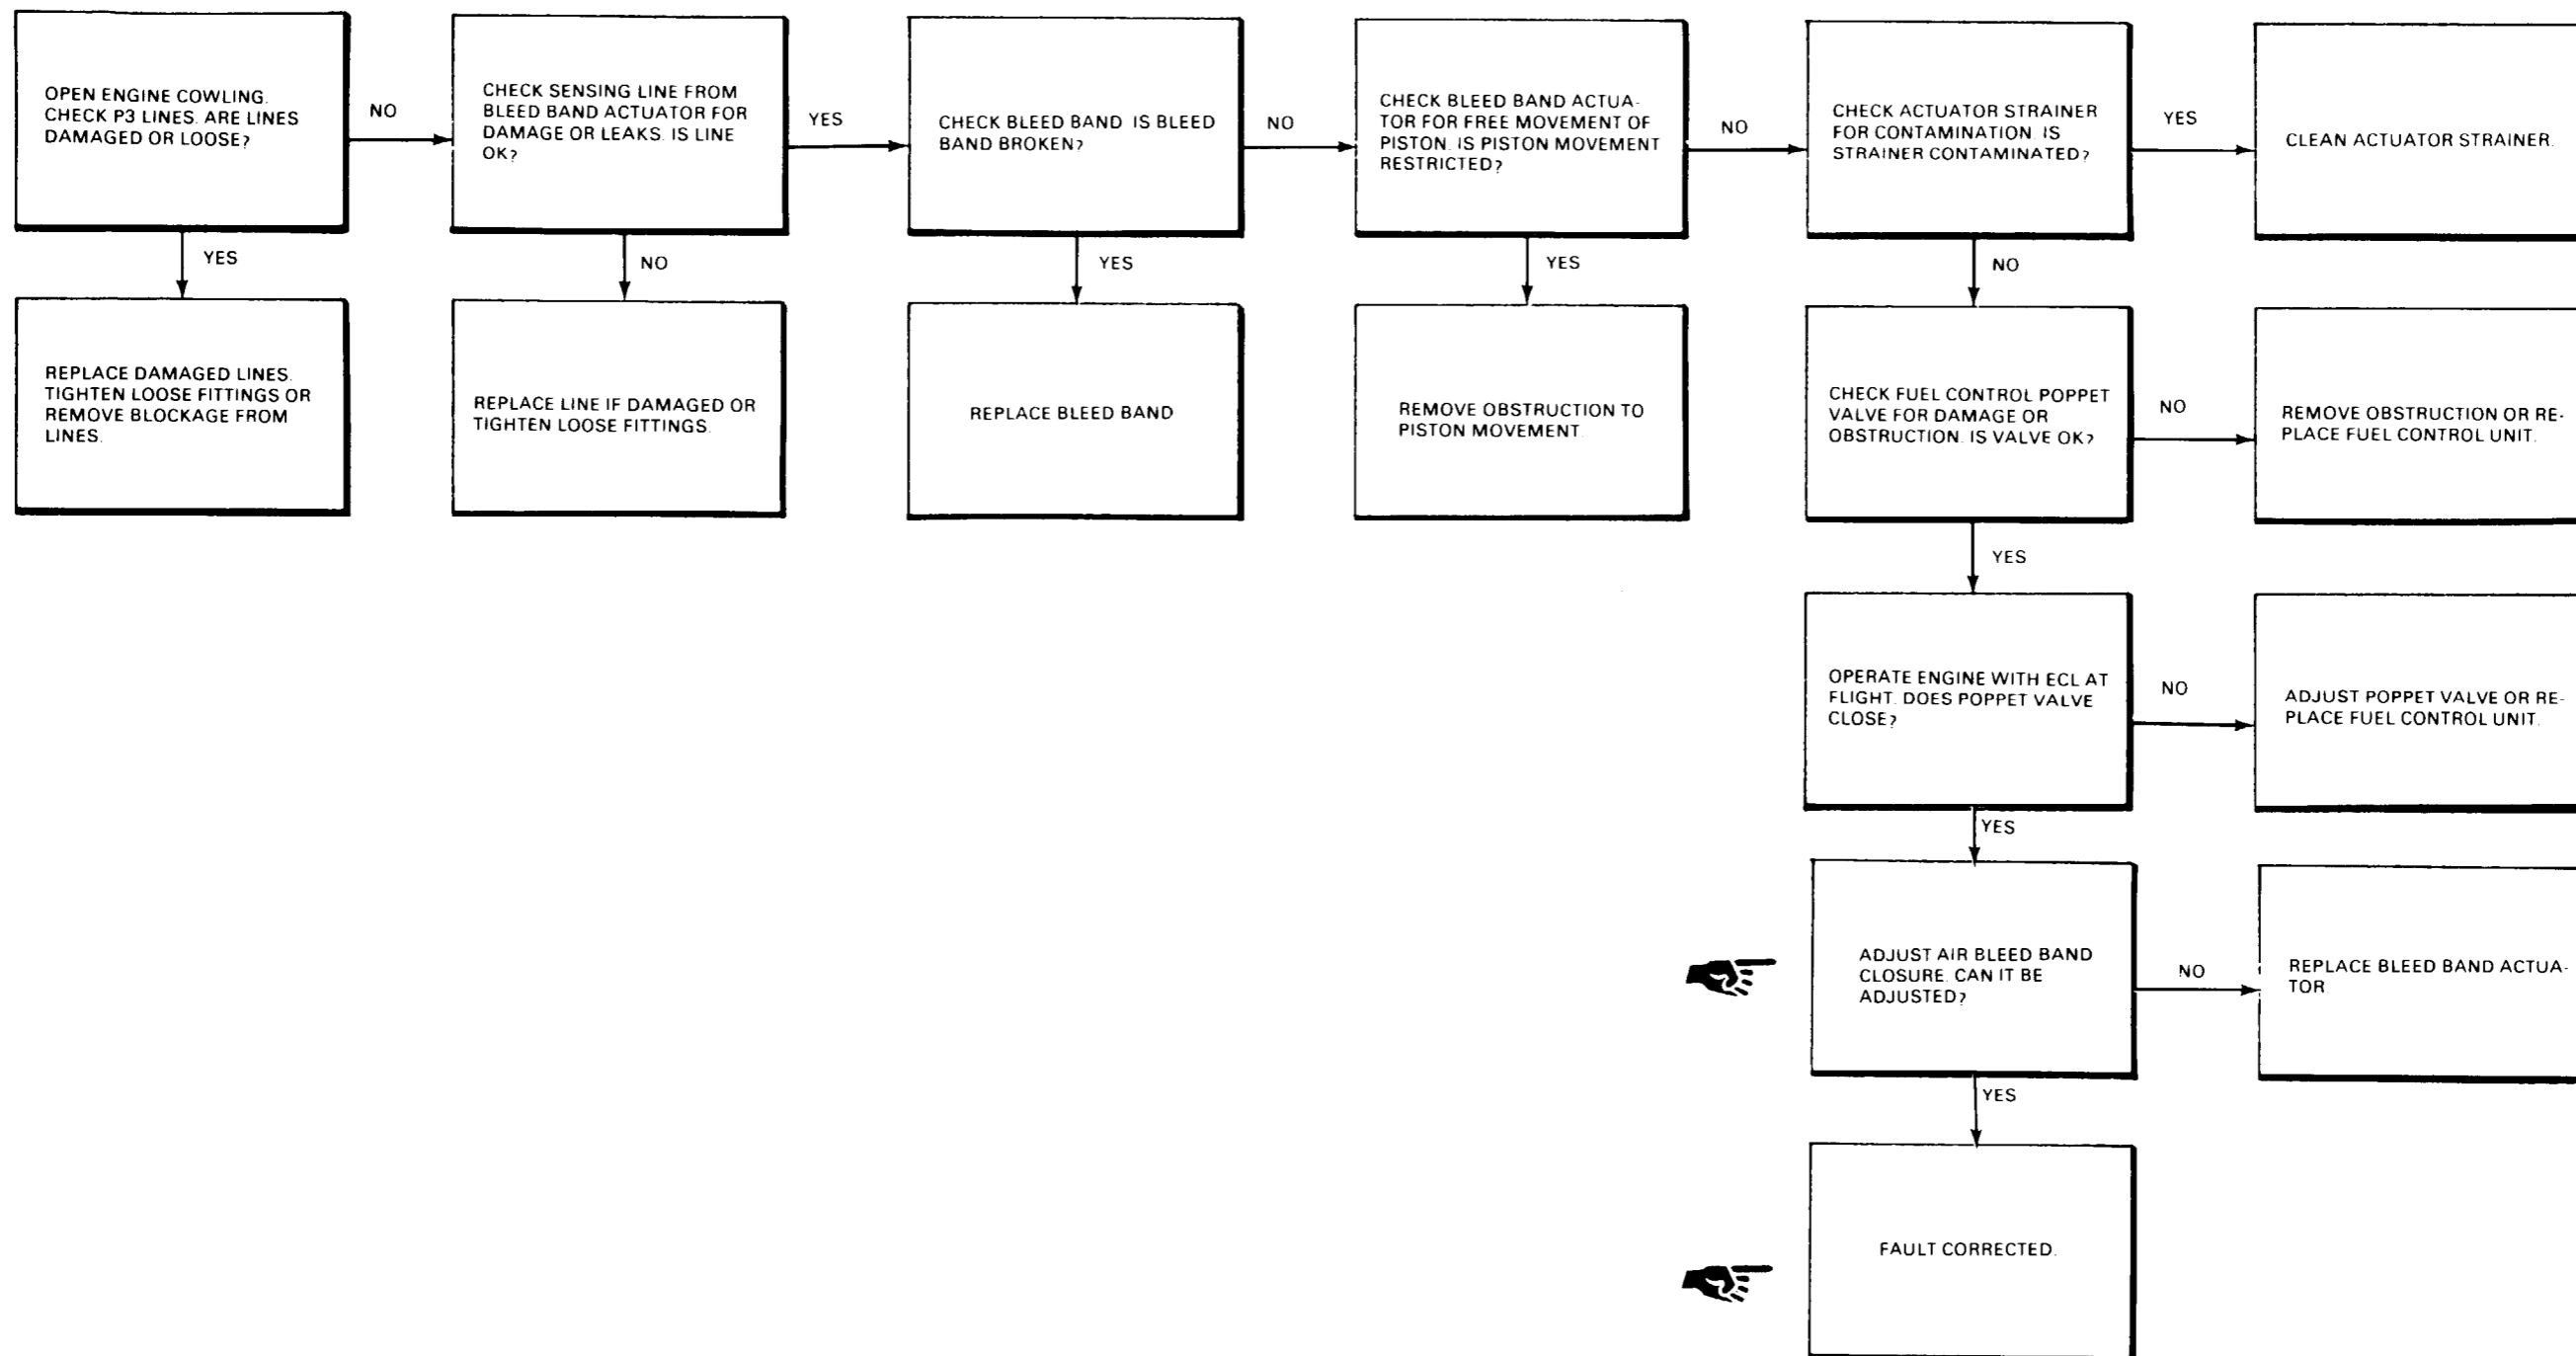 OPEN ENGINE COWLING.
CHECK P3 LINES. ARE LINES
DAMAGED OR LOOSE?
NO
CHECK SENSING LINE FROM
BLEED BAND ACTUATOR FOR
DAMAGE OR LEAKS. IS LINE
OK?
YES
CHECK BLEED BAND IS BLEED
BAND BROKEN?
NO
CHECK BLEED BAND ACTUA-
TOR FOR FREE MOVEMENT OF
PISTON. IS PISTON MOVEMENT
RESTRICTED?
NO
CHECK ACTUATOR STRAINER
FOR CONTAMINATION. IS
STRAINER CONTAMINATED?
YES
CLEAN ACTUATOR STRAINER.
YES
NO
YES
YES
NO
REPLACE DAMAGED LINES.
TIGHTEN LOOSE FITTINGS OR
REMOVE BLOCKAGE FROM
LINES.
REPLACE LINE IF DAMAGED OR
TIGHTEN LOOSE FITTINGS.
REPLACE BLEED BAND
REMOVE OBSTRUCTION TO
PISTON MOVEMENT.
CHECK FUEL CONTROL POPPET
VALVE FOR DAMAGE OR
OBSTRUCTION. IS VALVE OK?
NO
REMOVE OBSTRUCTION OR RE-
PLACE FUEL CONTROL UNIT.
YES
OPERATE ENGINE WITH ECL AT
FLIGHT. DOES POPPET VALVE
CLOSE?
NO
ADJUST POPPET VALVE OR RE-
PLACE FUEL CONTROL UNIT.
YES
ADJUST AIR BLEED BAND
CLOSURE. CAN IT BE
ADJUSTED?
NO
REPLACE BLEED BAND ACTUA-
TOR.
YES
FAULT CORRECTED.